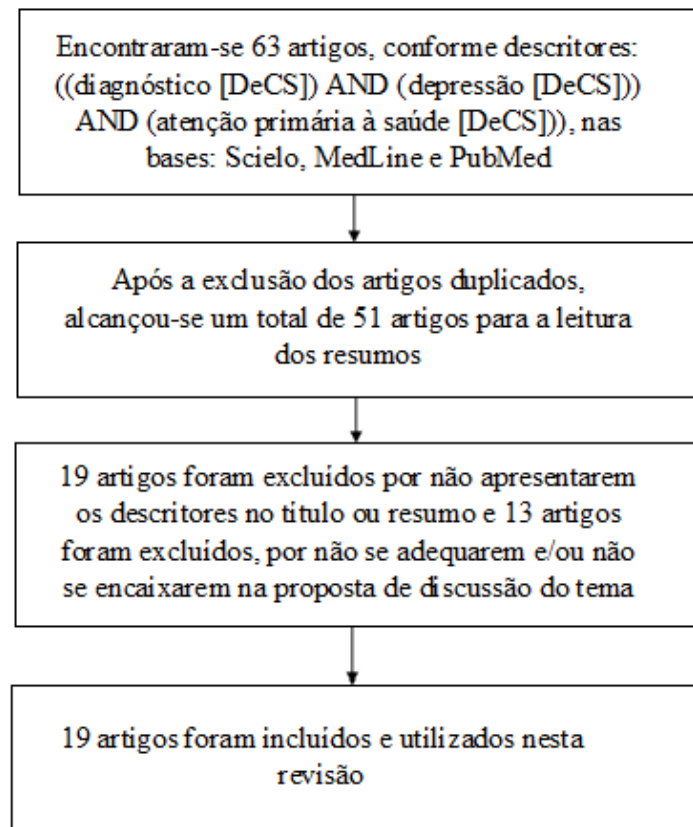 Encontraram-se 63 artigos, conforme descritores:
((diagnóstico [DeCS]) AND (depressão [DeCS]))
AND (atenção primária à saúde [DeCS])), nas
bases: Scielo, MedLine e PubMed
Após a exclusão dos artigos duplicados,
alcançou-se um total de 51 artigos para a leitura
dos resumos
19 artigos foram excluídos por não apresentarem
os descritores no título ou resumo e 13 artigos
foram excluídos, por não se adequarem e/ou não
se encaixarem na proposta de discussão do tema
19 artigos foram incluídos e utilizados nesta
revisão